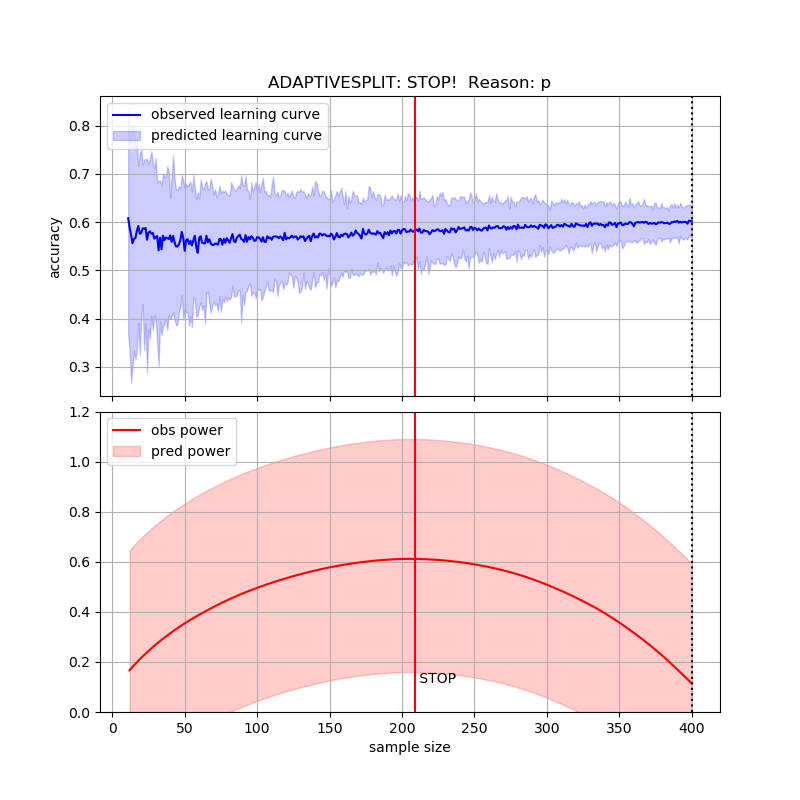 ADAPTIVESPLIT: STOP!  Reason: p
observed learning curve
predicted learning curve
accuracy
0.8
0.7
0.6
0.5
0.4
0.3
obs power
pred power
1.2
1.0
0.8
0.6
0.4
0.2
0.0
STOP
0 50 100 150 200 250 300 350 400
sample size